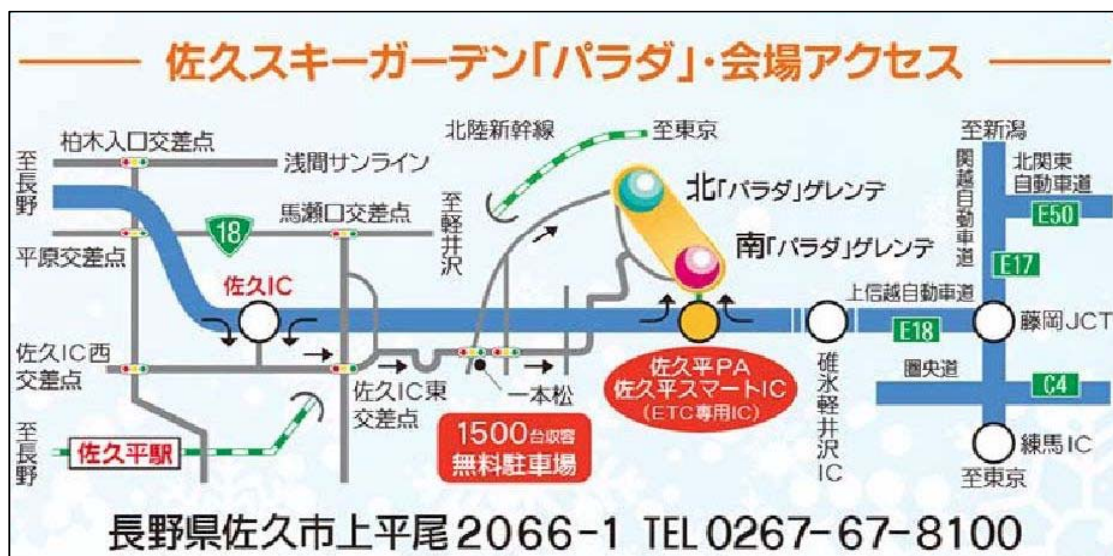 佐久スキーガーデン「パラダ」・会場アクセス
柏木入口交差点
北陸新幹線
至東京
至新潟
至長野
浅間サンライン
関越自動車道
北関東
自動車道
E50
馬瀬口交差点
至軽井沢
北「パラダ」ゲレンデ
18
平原交差点
南「パラダ」ゲレンデ
E17
佐久IC
上信越自動車道
E18
藤岡JCT
佐久IC西
交差点
佐久IC東
交差点
一本松
佐久平PA
佐久平スマートIC
(ETC専用IC)
碓氷軽井沢IC
圏央道
C4
至長野
佐久平駅
1500台収容
無料駐車場
練馬IC
至東京
長野県佐久市上平尾2066-1 TEL 0267-67-8100